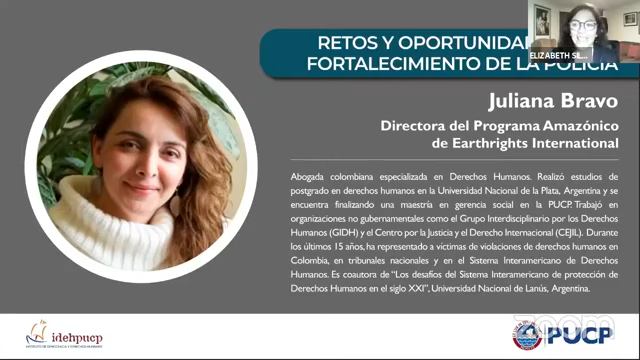 RETOS Y OPORTUNIDA
FORTALECIMIENTO DE LA POLICÍA
ELIZABETH SIL...
Juliana Bravo
Directora del Programa Amazónico
de Earthrights International
Abogada colombiana especializada en Derechos Humanos. Realizó estudios de
postgrado en derechos humanos en la Universidad Nacional de la Plata, Argentina y se
encuentra finalizando una maestría en gerencia social en la PUCP. Trabajó en
organizaciones no gubernamentales como el Grupo Interdisciplinario por los Derechos
Humanos (GIDH) y el Centro por la Justicia y el Derecho Internacional (CEJIL). Durante
los últimos 15 años, ha representado a víctimas de violaciones de derechos humanos en
Colombia, en tribunales nacionales y en el Sistema Interamericano de Derechos
Humanos. Es coautora de "Los desafíos del Sistema Interamericano de protección de
Derechos Humanos en el siglo XXI", Universidad Nacional de Lanús, Argentina.
idehpucp
INSTITUTO DE DEMOCRACIA Y DERECHOS HUMANOS
zoom
PUCP